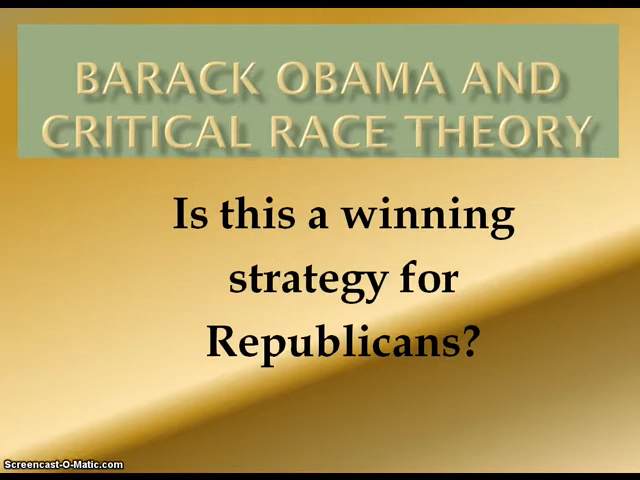 BARACK OBAMA AND
CRITICAL RACE THEORY
Is this a winning
strategy for
Republicans?
Screencast-O-Matic.com